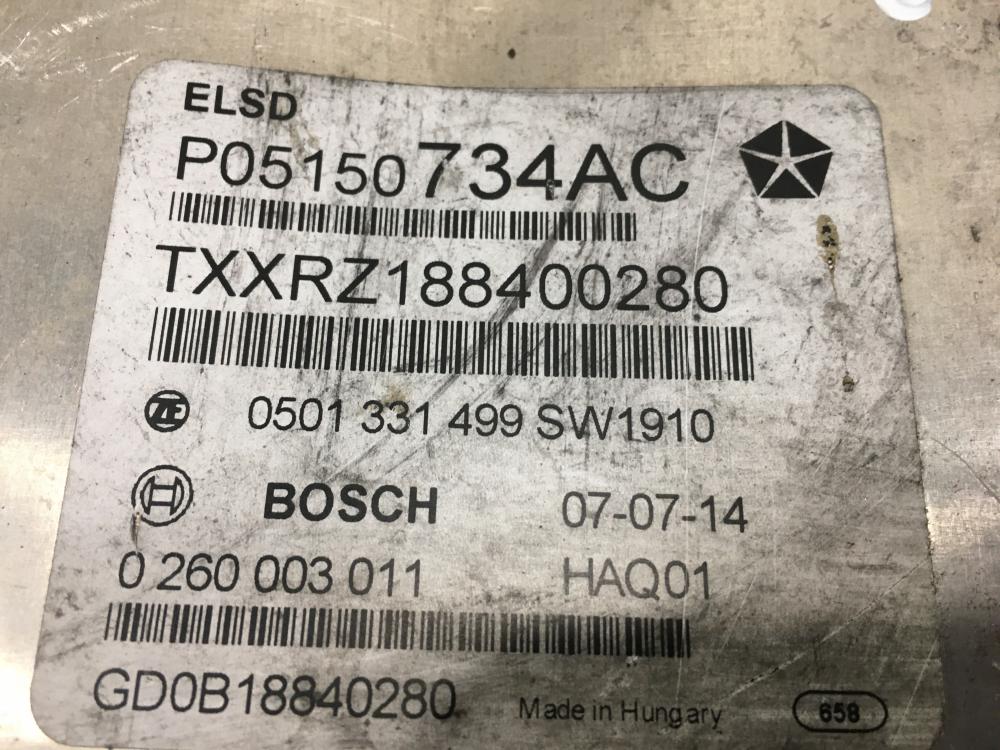 ELSD
P05150734AC
TXXRZ188400280
ZF 0501 331 499 SW1910
BOSCH 07-07-14
0 260 003 011 HAQ01
GD0B18840280 Made in Hungary 658